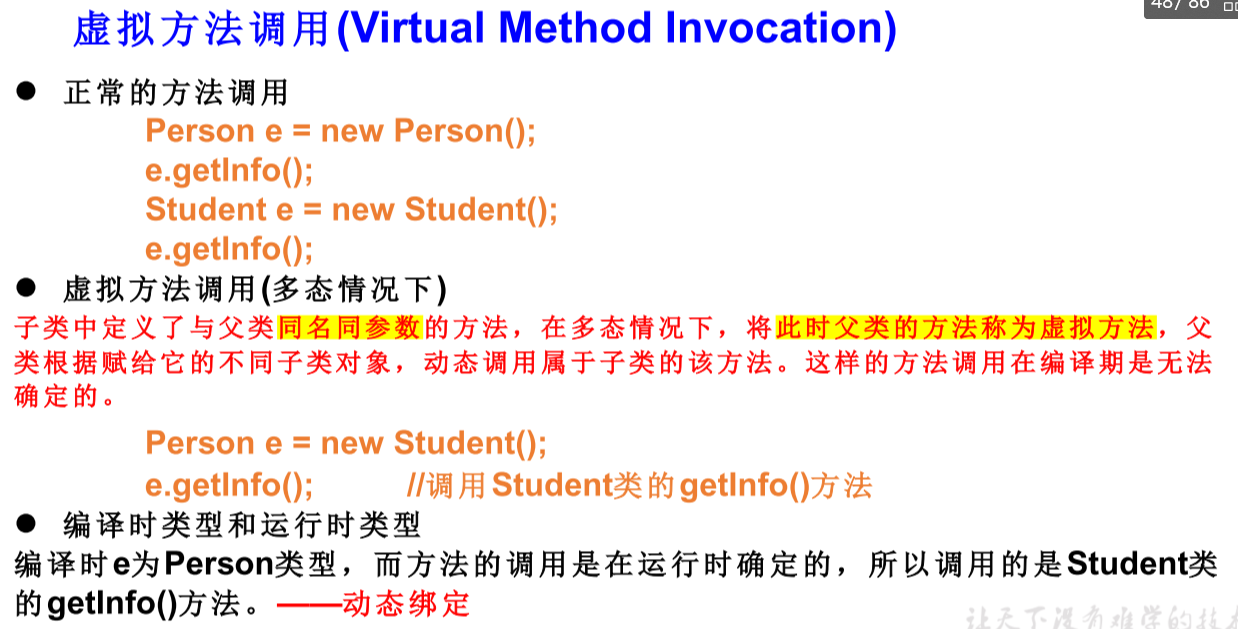 48/ 86
虚拟方法调用(Virtual Method Invocation)
● 正常的方法调用
Person e = new Person();
e.getInfo();
Student e = new Student();
e.getInfo();
● 虚拟方法调用(多态情况下)
子类中定义了与父类同名同参数的方法，在多态情况下，将此时父类的方法称为虚拟方法，父
类根据赋给它的不同子类对象，动态调用属于子类的该方法。这样的方法调用在编译期是无法
确定的。
Person e = new Student();
e.getInfo(); //调用Student类的getInfo()方法
● 编译时类型和运行时类型
编译时e为Person类型，而方法的调用是在运行时确定的，所以调用的是Student类
的getInfo()方法。——动态绑定
让天下没有难学的技术